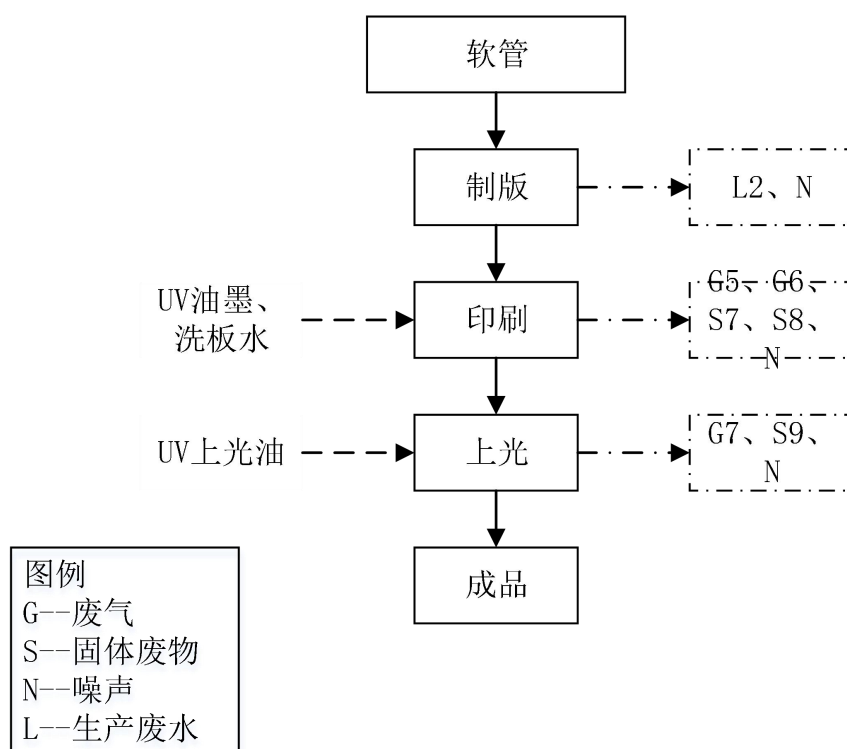 软管
制版
L2、N
UV油墨、
洗板水
印刷
G5、G6、
S7、S8、
N
UV上光油
上光
G7、S9、
N
成品
图例
G--废气
S--固体废物
N--噪声
L--生产废水